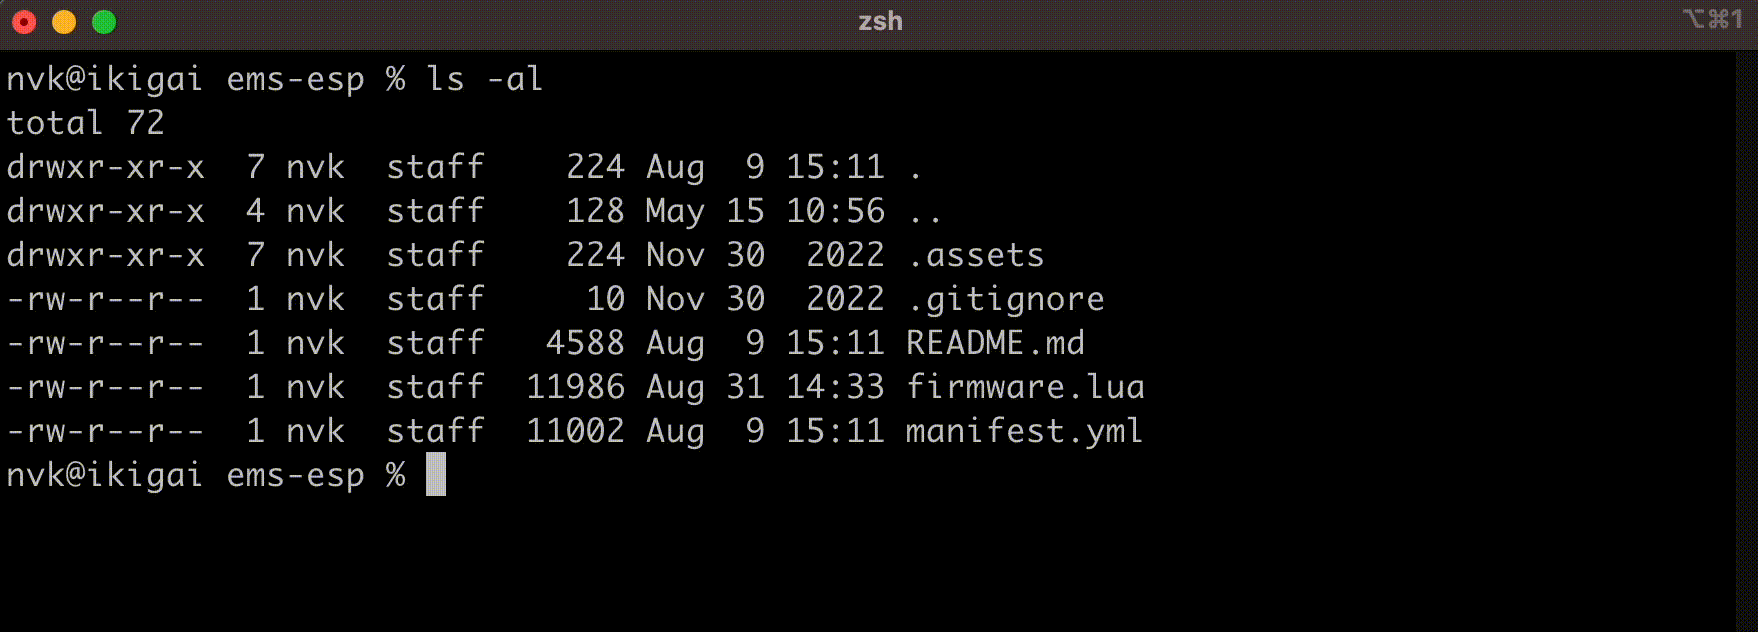 zsh
⌥⌘1
nvk@ikigai ems-esp % ls -al
total 72
drwxr-xr-x  7 nvk  staff    224 Aug  9 15:11 .
drwxr-xr-x  4 nvk  staff    128 May 15 10:56 ..
drwxr-xr-x  7 nvk  staff    224 Nov 30  2022 .assets
-rw-r--r--  1 nvk  staff     10 Nov 30  2022 .gitignore
-rw-r--r--  1 nvk  staff   4588 Aug  9 15:11 README.md
-rw-r--r--  1 nvk  staff  11986 Aug 31 14:33 firmware.lua
-rw-r--r--  1 nvk  staff  11002 Aug  9 15:11 manifest.yml
nvk@ikigai ems-esp %